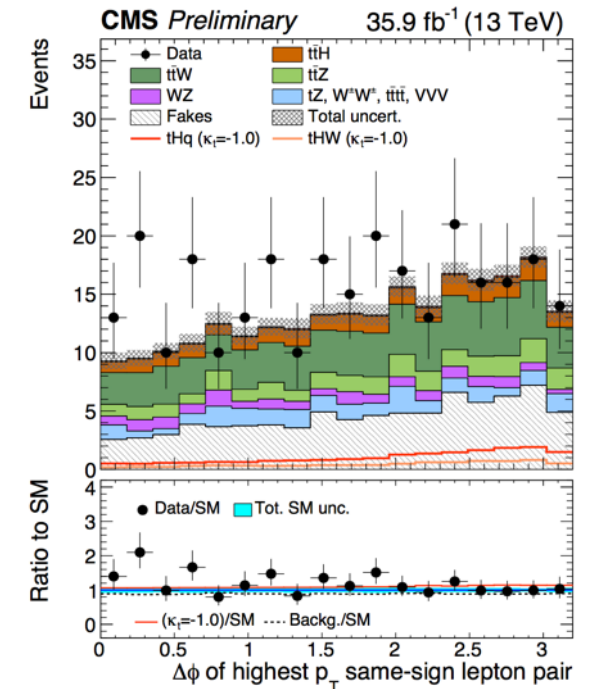 CMS Preliminary 35.9 fb⁻¹ (13 TeV)
Events
35
30
25
20
15
10
5
0
Data
tt̄H
tt̄W
tt̄Z
WZ
tZ, W±W±, tt̄tt̄, VVV
Fakes
Total uncert.
tHq (κt=-1.0)
tHW (κt=-1.0)
Ratio to SM
4
3
2
1
0
Data/SM
Tot. SM unc.
(κt=-1.0)/SM
Backg./SM
0 0.5 1 1.5 2 2.5 3
Δϕ of highest pT same-sign lepton pair